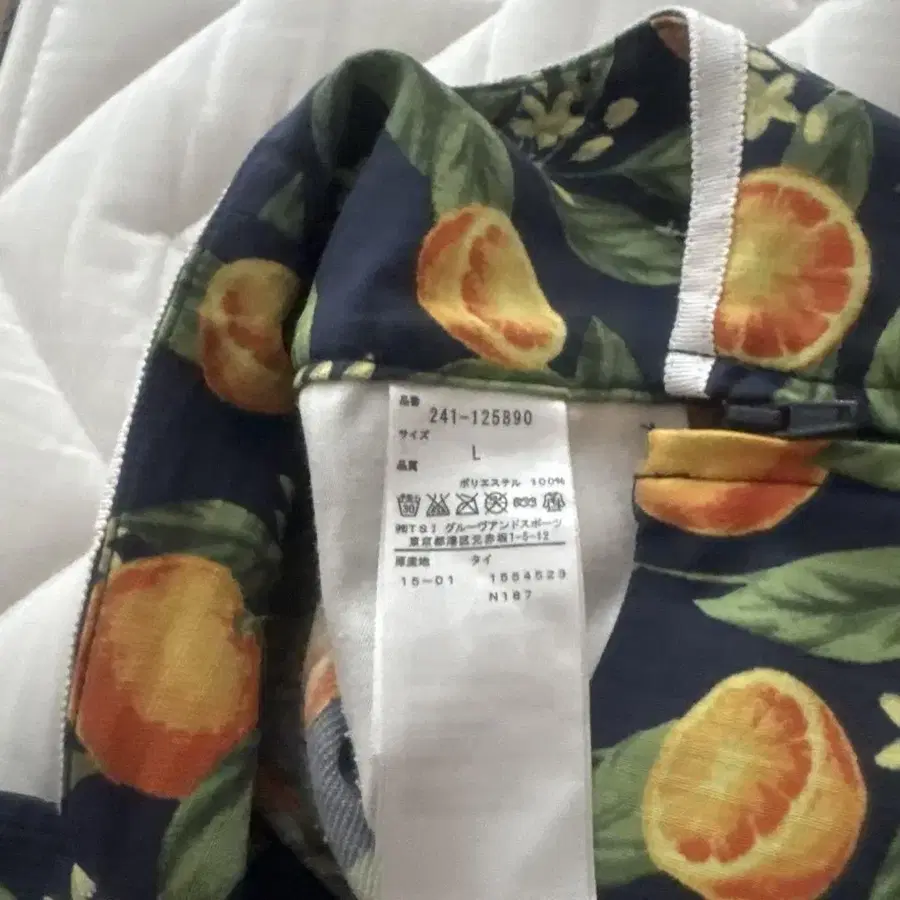 品番
241-125890
サイズ
L
品質
ポリエステル 100%
㈱TSI グルーヴアンドスポーツ
東京都港区元赤坂1-5-12
原産地 タイ
15-01 1554523
N187